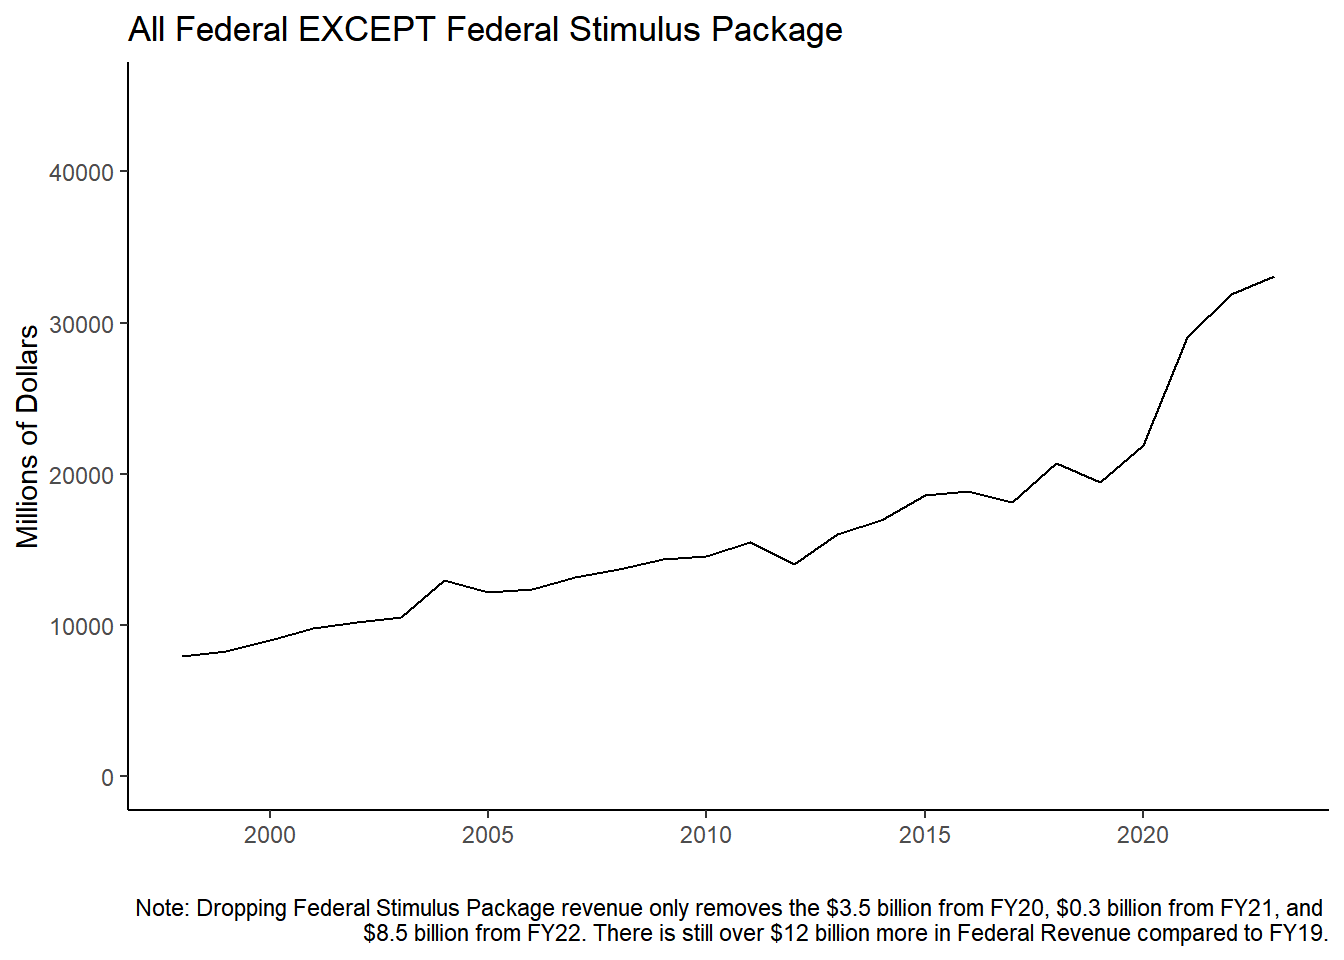 All Federal EXCEPT Federal Stimulus Package
Millions of Dollars
40000
30000
20000
10000
0
2000 2005 2010 2015 2020
Note: Dropping Federal Stimulus Package revenue only removes the $3.5 billion from FY20, $0.3 billion from FY21, and
$8.5 billion from FY22. There is still over $12 billion more in Federal Revenue compared to FY19.